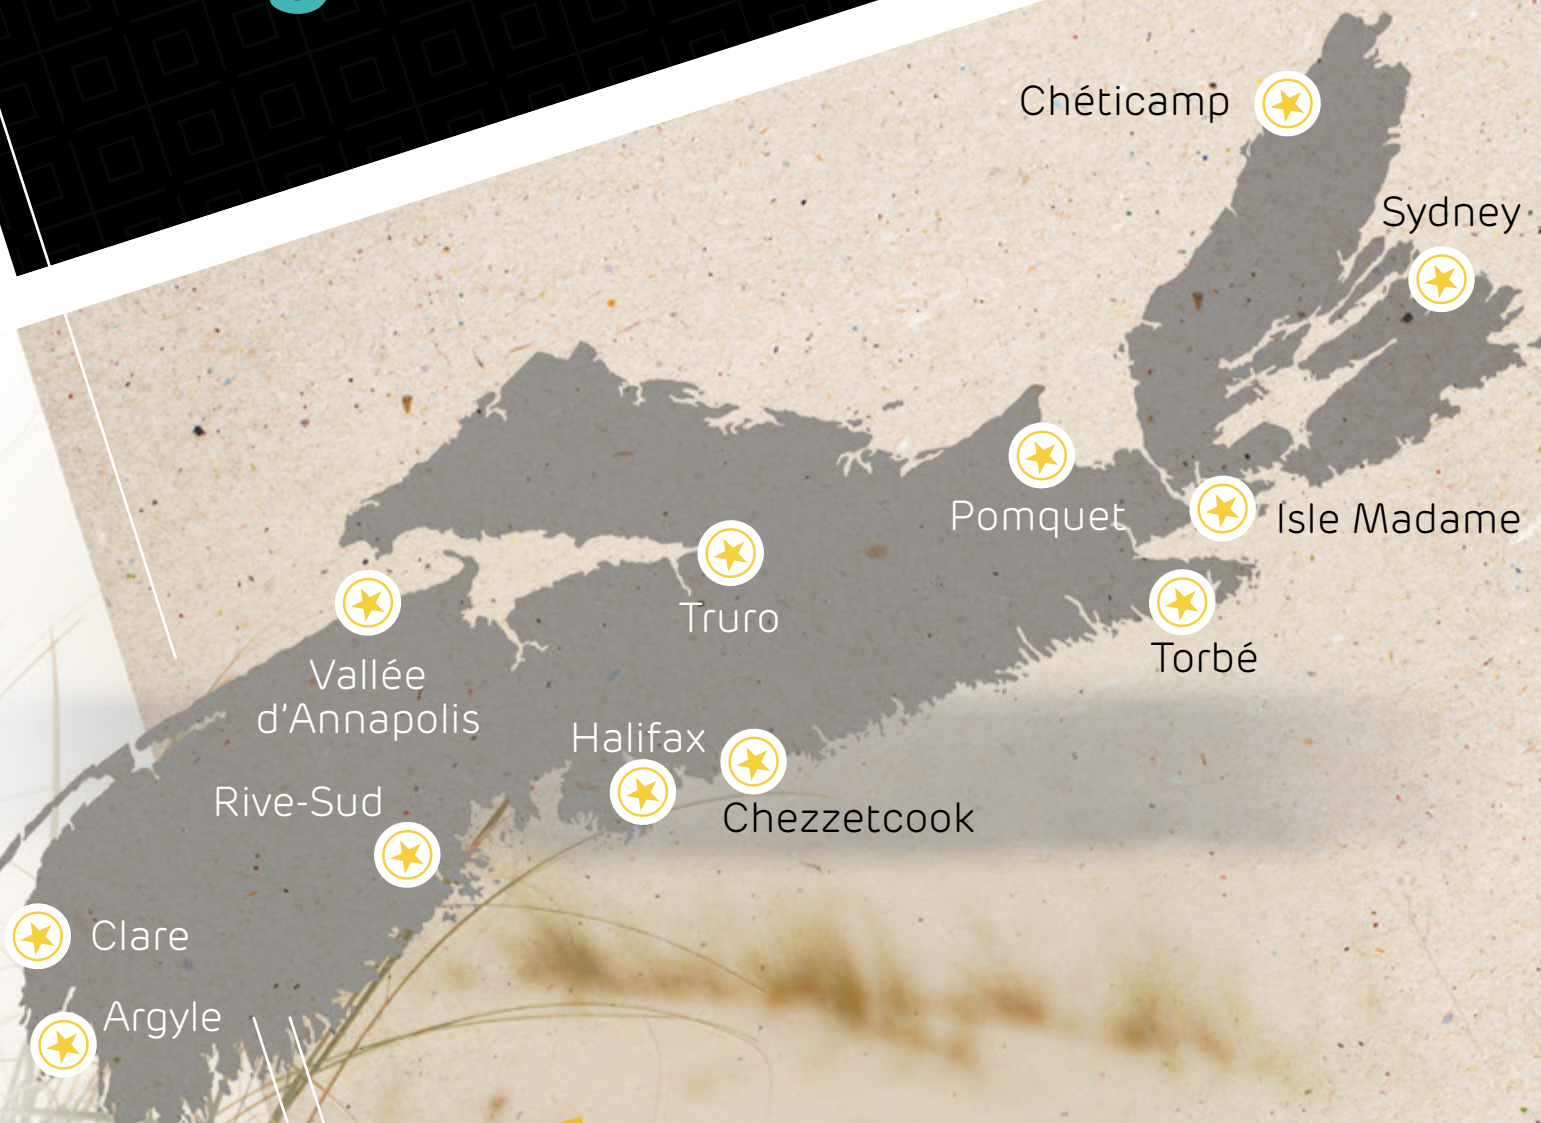 Chéticamp
Sydney
Pomquet
Isle Madame
Truro
Torbé
Vallée
d'Annapolis
Halifax
Chezzetcook
Rive-Sud
Clare
Argyle